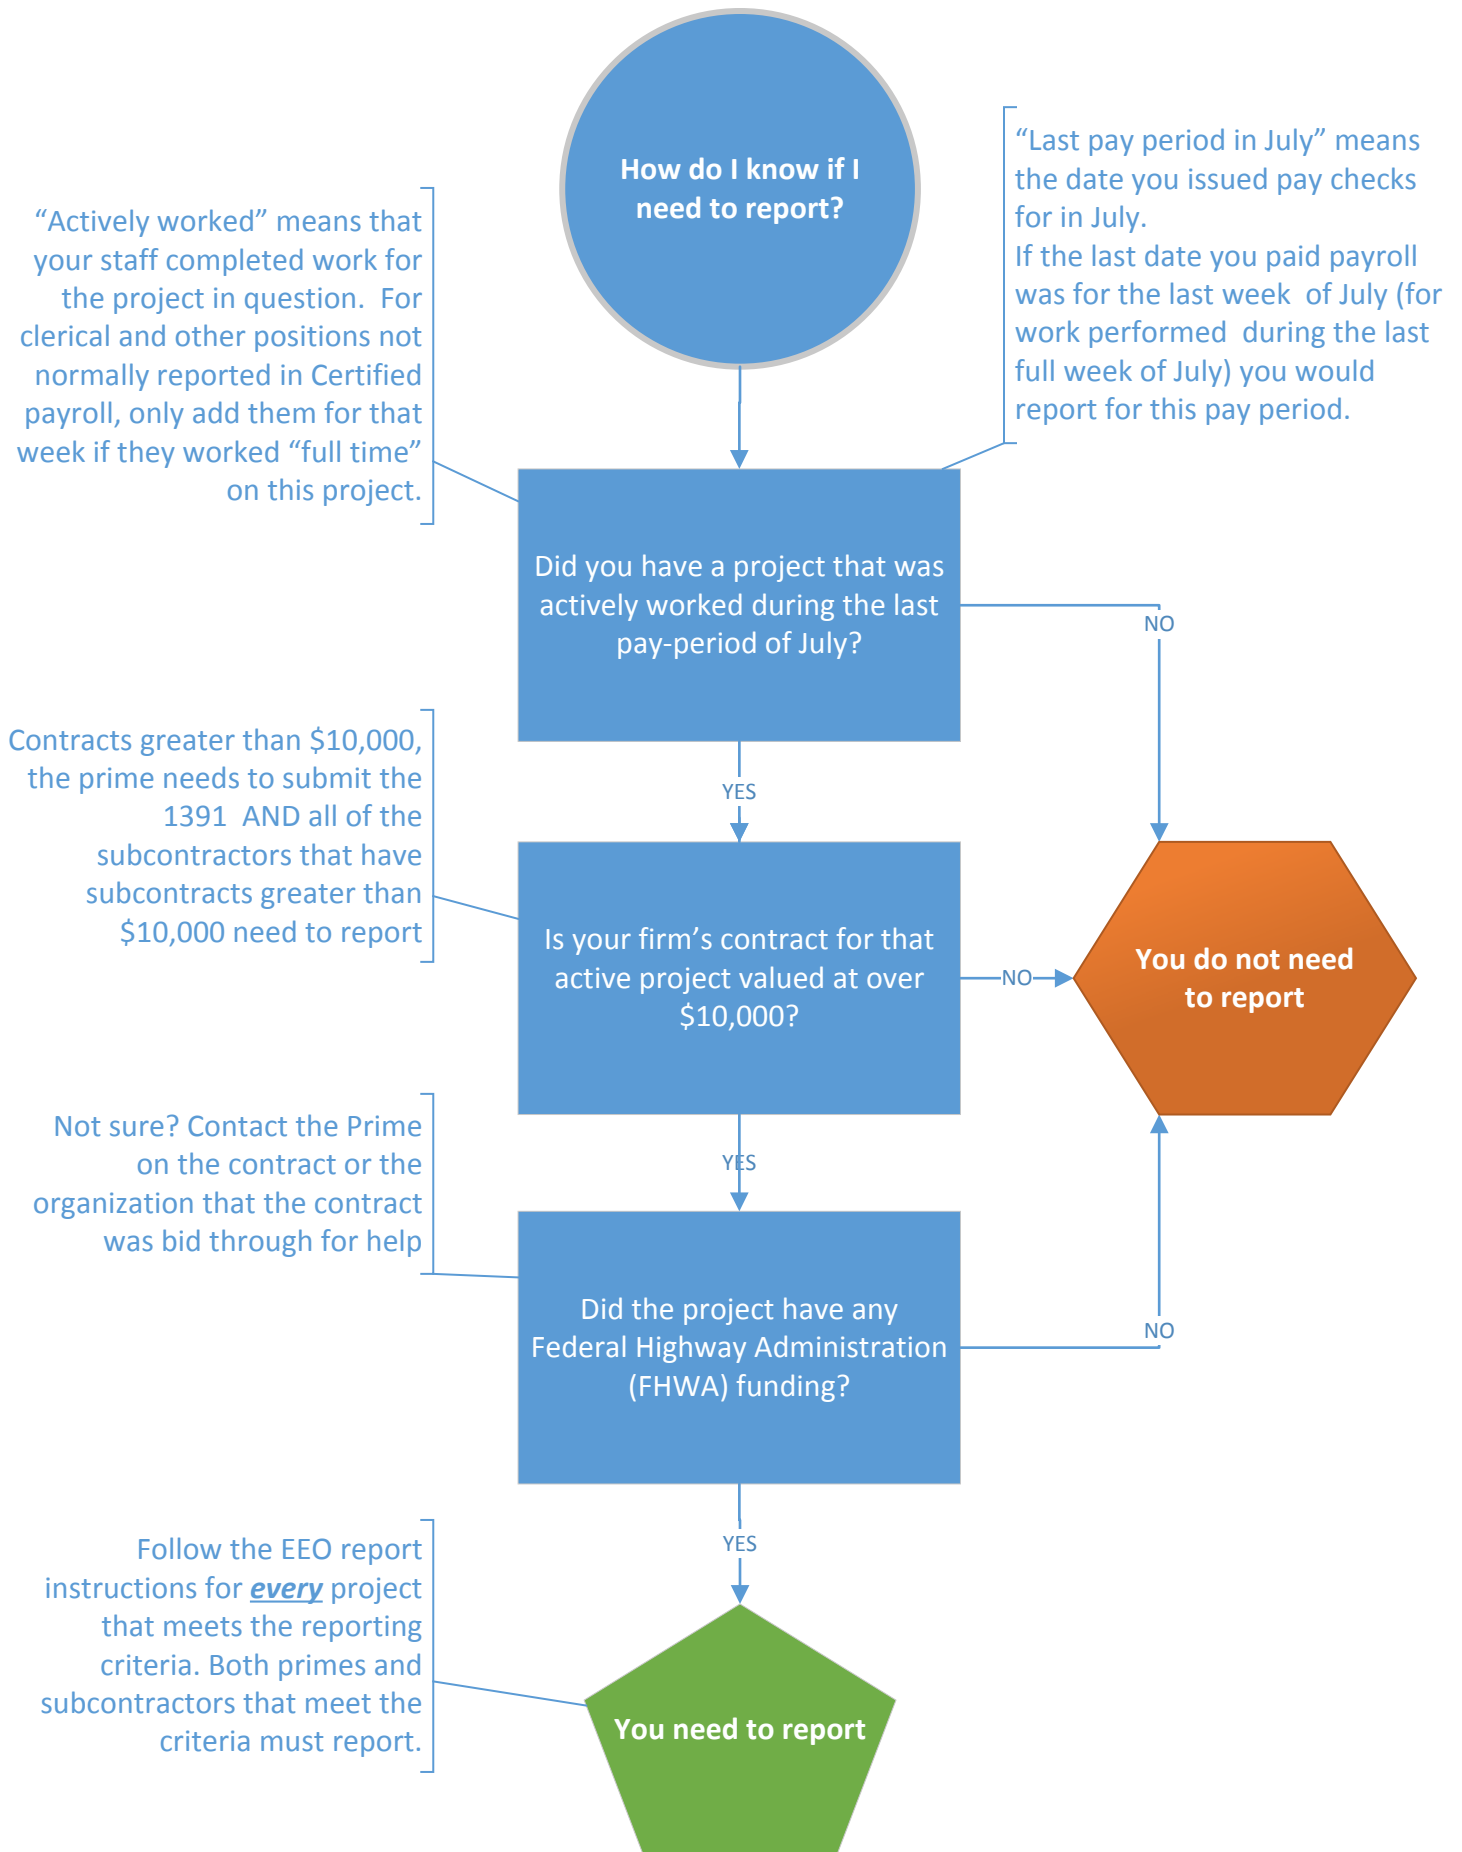 How do I know if I
need to report?
“Last pay period in July” means
the date you issued pay checks
for in July.
If the last date you paid payroll
was for the last week  of July (for
work performed  during the last
full week of July) you would
report for this pay period.
“Actively worked” means that
your staff completed work for
the project in question.  For
clerical and other positions not
normally reported in Certified
payroll, only add them for that
week if they worked “full time”
on this project.
Did you have a project that was
actively worked during the last
pay-period of July?
NO
YES
Contracts greater than $10,000,
the prime needs to submit the
1391  AND all of the
subcontractors that have
subcontracts greater than
$10,000 need to report
Is your firm’s contract for that
active project valued at over
$10,000?
NO
You do not need
to report
YES
Not sure? Contact the Prime
on the contract or the
organization that the contract
was bid through for help
Did the project have any
Federal Highway Administration
(FHWA) funding?
NO
YES
Follow the EEO report
instructions for every project
that meets the reporting
criteria. Both primes and
subcontractors that meet the
criteria must report.
You need to report